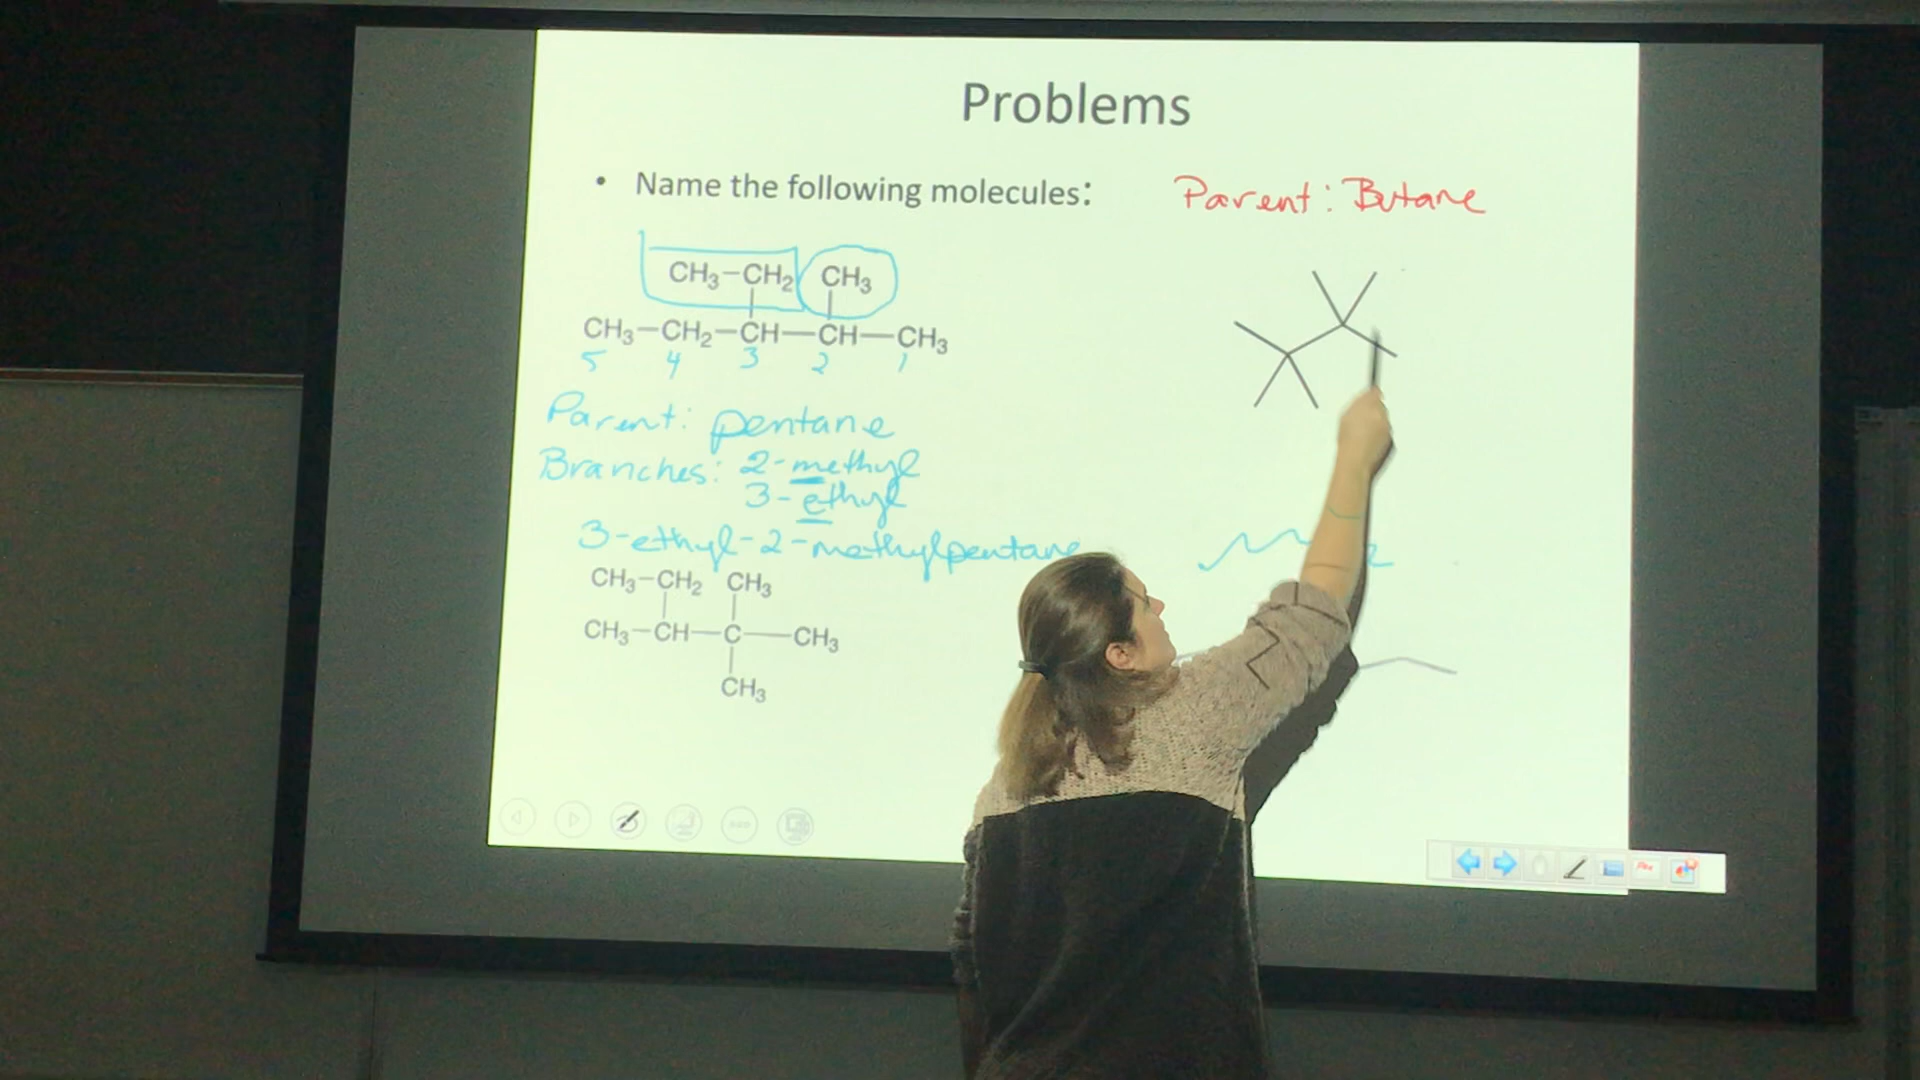 Problems
• Name the following molecules:
Parent: Butane
CH3-CH2 CH3
CH3-CH2-CH-CH-CH3
5 4 3 2 1
Parent: pentane
Branches: 2-methyl
3-ethyl
3-ethyl-2-methylpentane
CH3-CH2 CH3
CH3-CH-C-CH3
CH3